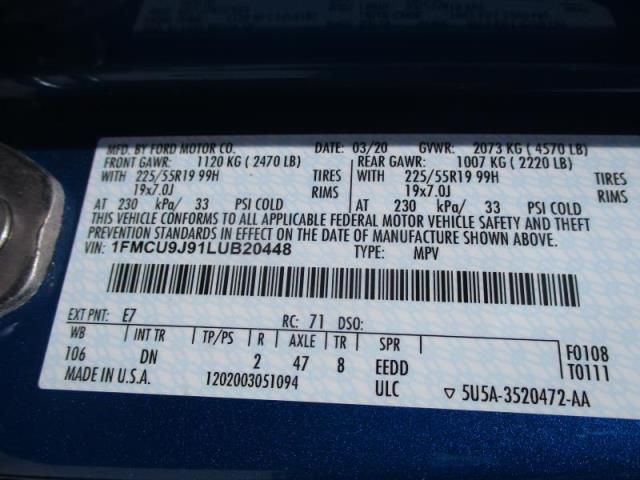 MFD. BY FORD MOTOR CO. DATE: 03/20 GVWR: 2073 KG ( 4570 LB)
FRONT GAWR: 1120 KG ( 2470 LB) REAR GAWR: 1007 KG ( 2220 LB)
WITH 225/55R19 99H TIRES WITH 225/55R19 99H TIRES
19x7.0J RIMS 19x7.0J RIMS
AT 230 kPa/ 33 PSI COLD AT 230 kPa/ 33 PSI COLD
THIS VEHICLE CONFORMS TO ALL APPLICABLE FEDERAL MOTOR VEHICLE SAFETY AND THEFT
PREVENTION STANDARDS IN EFFECT ON THE DATE OF MANUFACTURE SHOWN ABOVE.
VIN: 1FMCU9J91LUB20448 TYPE: MPV
EXT PNT: E7 RC: 71 DSO:
WB INT TR TP/PS R AXLE TR EPR F0108
106 DN 2 47 8 EEDD T0111
MADE IN U.S.A. 1202003051094 ULC ▽ 5U5A-3520472-AA